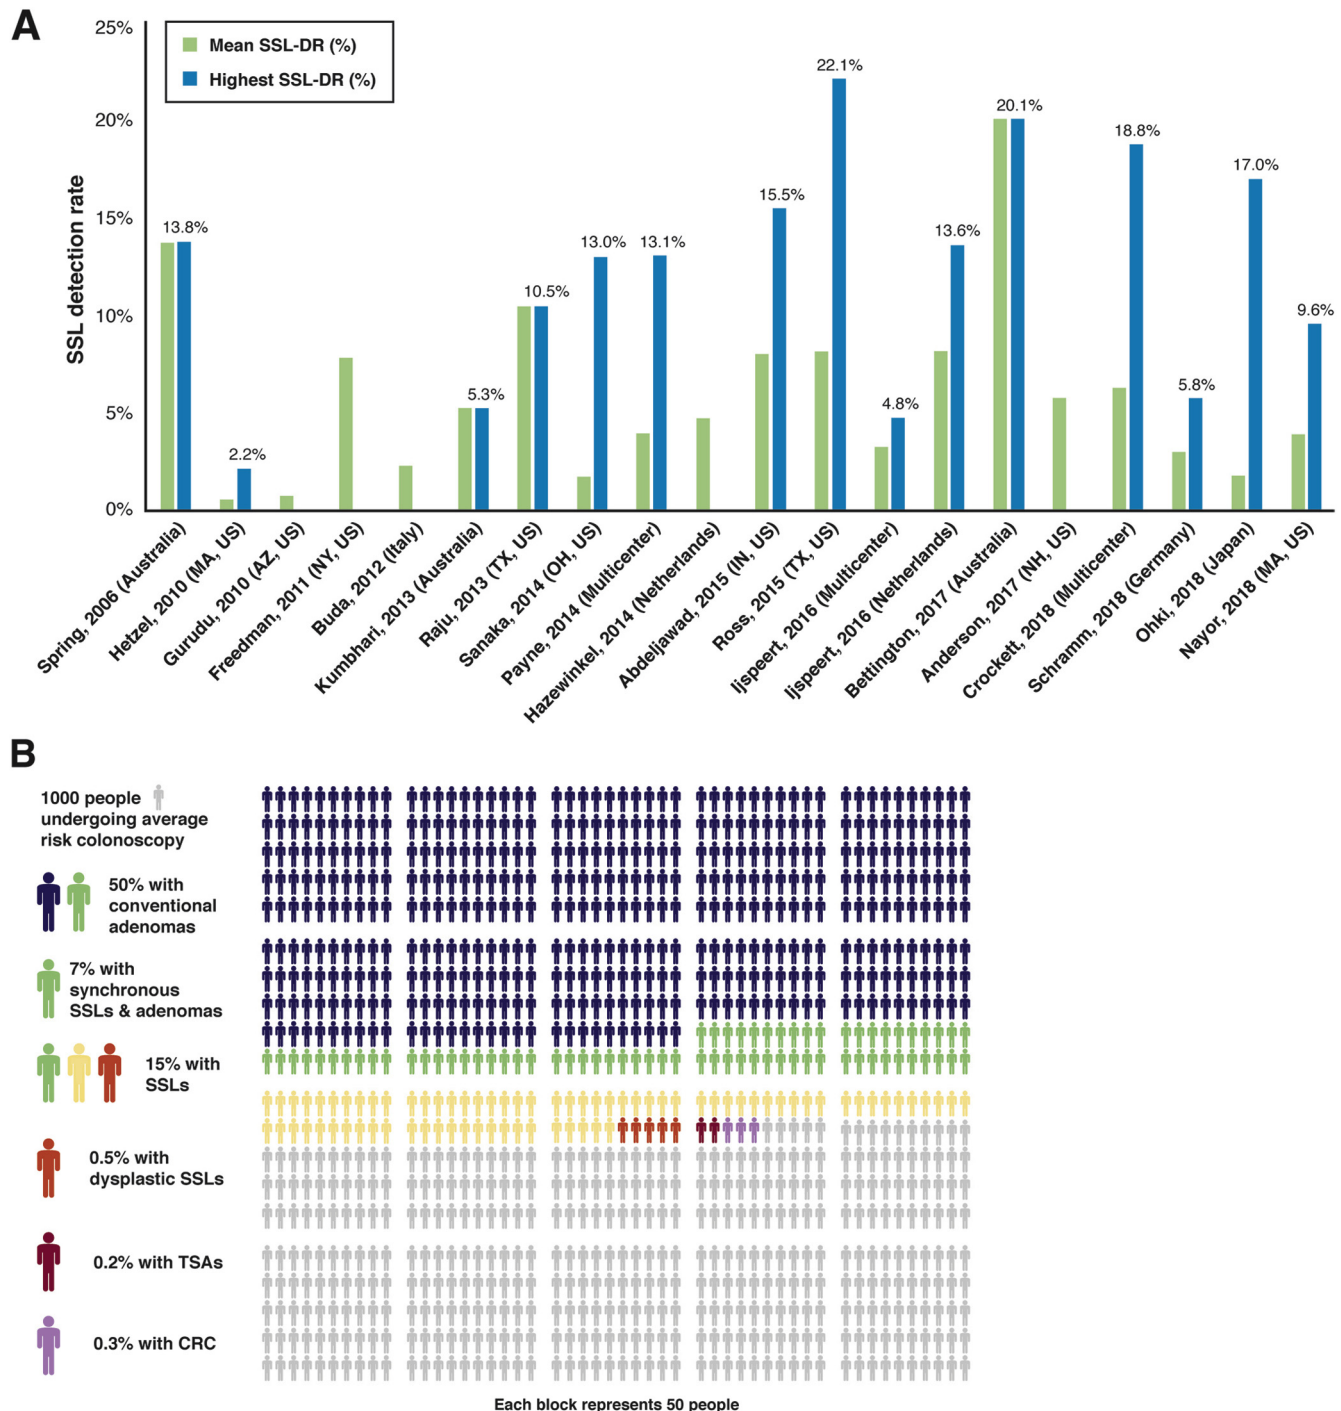 A
25%
20%
15%
10%
5%
0%
SSL detection rate
Mean SSL-DR (%)
Highest SSL-DR (%)
13.8%
2.2%
5.3%
10.5%
13.0%
13.1%
15.5%
22.1%
4.8%
13.6%
20.1%
18.8%
5.8%
17.0%
9.6%
Spring, 2006 (Australia)
Hetzel, 2010 (MA, US)
Gurudu, 2010 (AZ, US)
Freedman, 2011 (NY, US)
Buda, 2012 (Italy)
Kumbhari, 2013 (Australia)
Raju, 2013 (TX, US)
Sanaka, 2014 (OH, US)
Payne, 2014 (Multicenter)
Hazewinkel, 2014 (Netherlands)
Abdeljawad, 2015 (IN, US)
Ross, 2015 (TX, US)
Ijspeert, 2016 (Multicenter)
Ijspeert, 2016 (Netherlands)
Bettington, 2017 (Australia)
Anderson, 2017 (NH, US)
Crockett, 2018 (Multicenter)
Schramm, 2018 (Germany)
Ohki, 2018 (Japan)
Nayor, 2018 (MA, US)
B
1000 people
undergoing average
risk colonoscopy
50% with
conventional
adenomas
7% with
synchronous
SSLs & adenomas
15% with
SSLs
0.5% with
dysplastic SSLs
0.2% with TSAs
0.3% with CRC
Each block represents 50 people